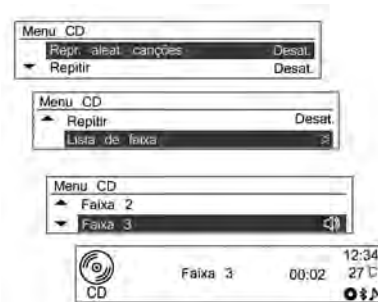 Menu CD
Repr. aleat. canções Desat.
Repitir Desat.
Menu CD
Repitir Desat.
Lista de faixa
Menu CD
Faixa 2
Faixa 3
12:34
Faixa 3 00:02 27
CD